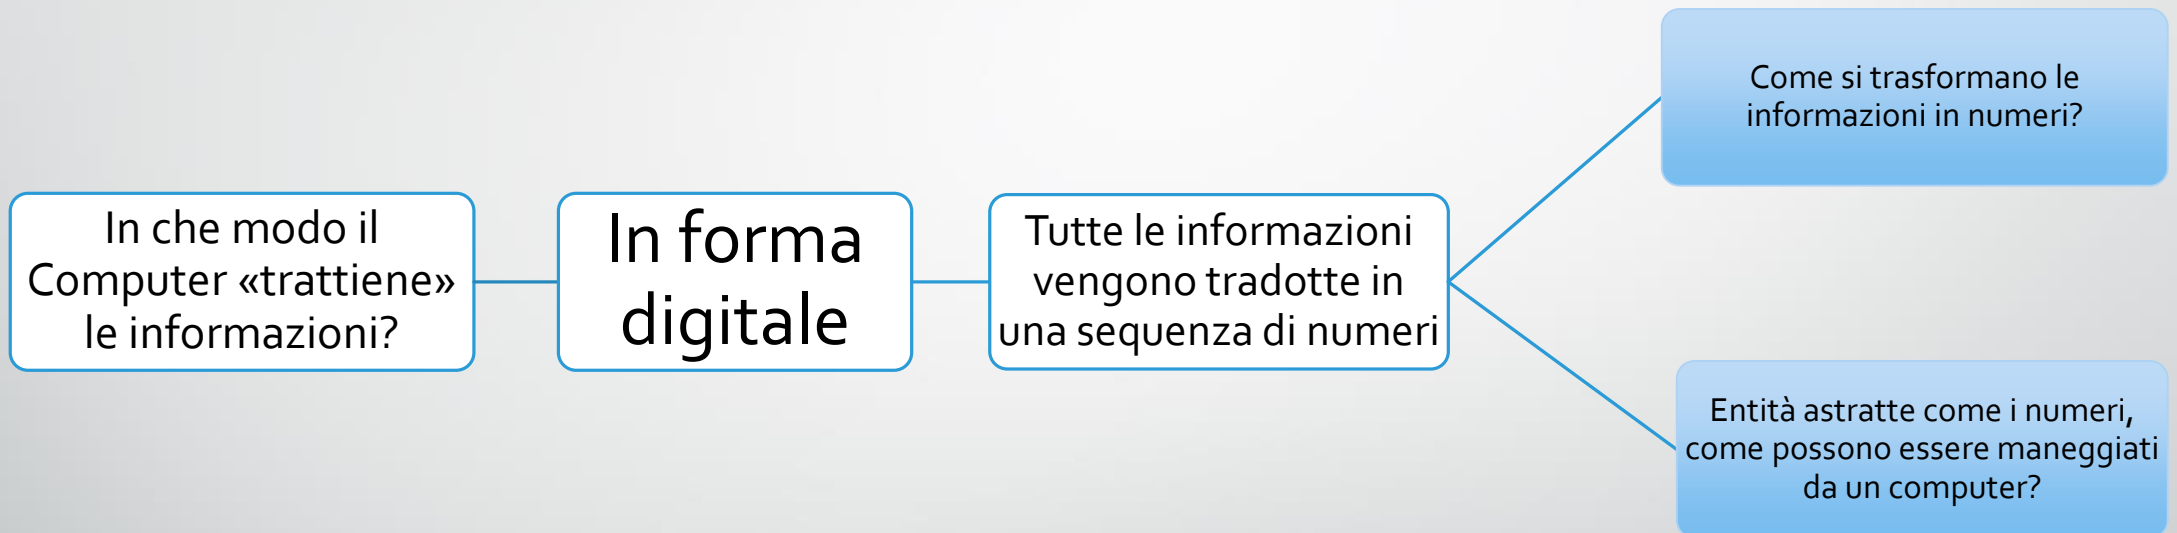 In che modo il
Computer «trattiene»
le informazioni?
In forma
digitale
Tutte le informazioni
vengono tradotte in
una sequenza di numeri
Come si trasformano le
informazioni in numeri?
Entità astratte come i numeri,
come possono essere maneggiati
da un computer?